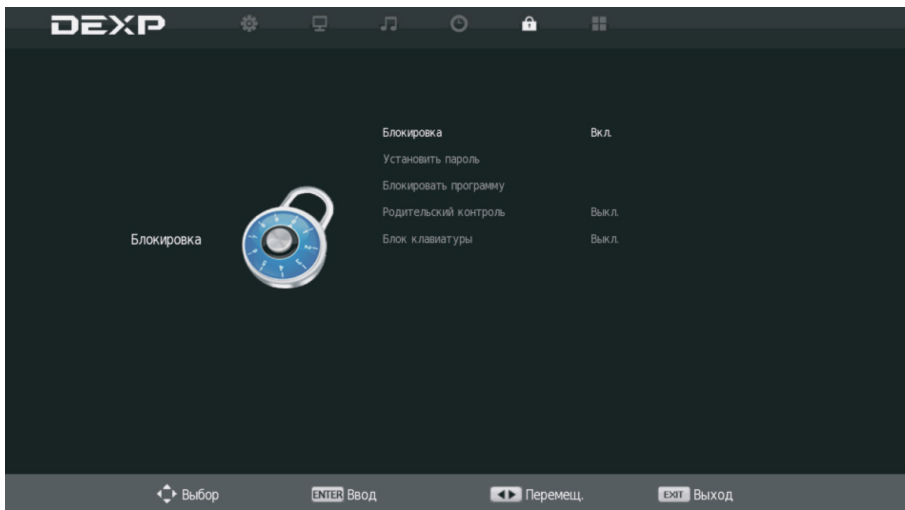 DEXP
Блокировка Вкл.
Установить пароль
Блокировать программу
Родительский контроль Выкл.
Блок клавиатуры Выкл.
Блокировка
Выбор ENTER Ввод Перемещ. EXIT Выход